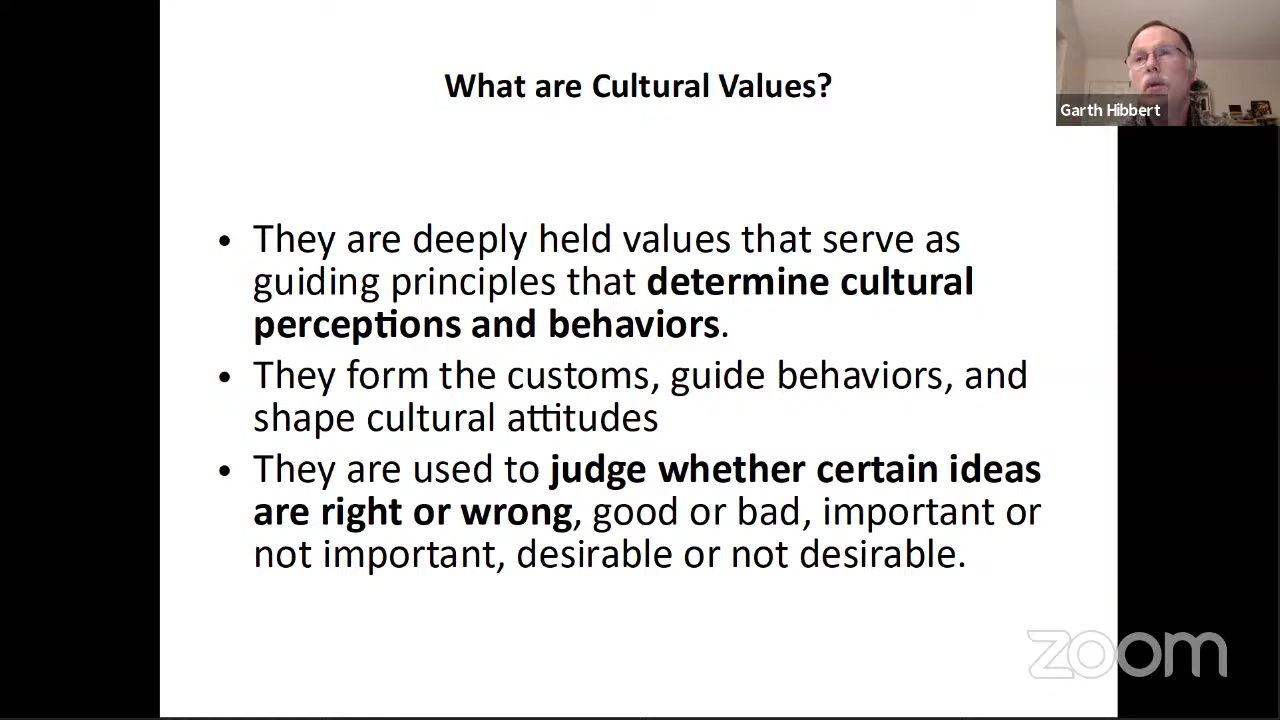 What are Cultural Values?
Garth Hibbert
• They are deeply held values that serve as
guiding principles that determine cultural
perceptions and behaviors.
• They form the customs, guide behaviors, and
shape cultural attitudes
• They are used to judge whether certain ideas
are right or wrong, good or bad, important or
not important, desirable or not desirable.
zoom